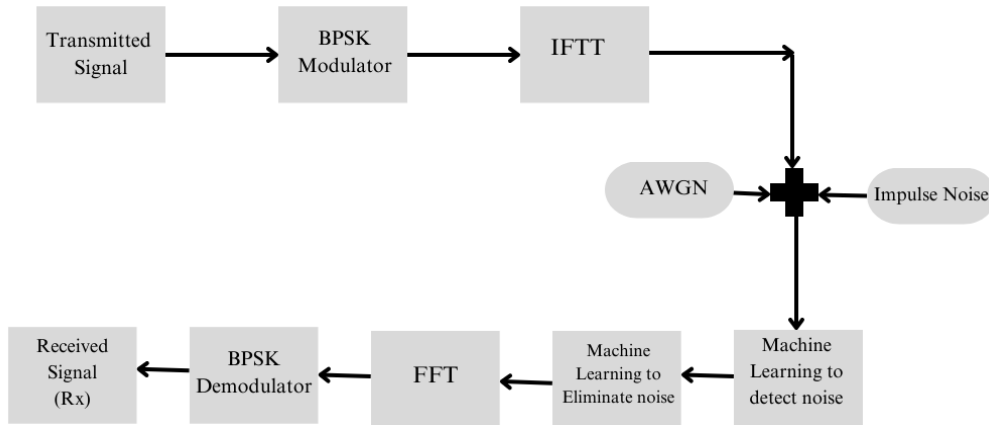 Transmitted
Signal
BPSK
Modulator
IFTT
AWGN
Impulse Noise
Received
Signal
(Rx)
BPSK
Demodulator
FFT
Machine
Learning to
Eliminate noise
Machine
Learning to
detect noise